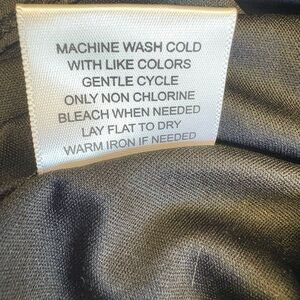 MACHINE WASH COLD
WITH LIKE COLORS
GENTLE CYCLE
ONLY NON CHLORINE
BLEACH WHEN NEEDED
LAY FLAT TO DRY
WARM IRON IF NEEDED